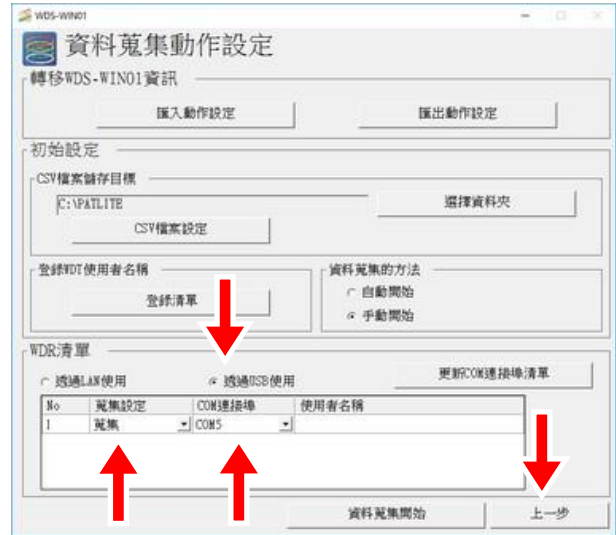 WDS-WIN01
資料蒐集動作設定
轉移WDS-WIN01資訊
匯入動作設定 匯出動作設定
初始設定
CSV檔案儲存目標
C:\PATLITE 選擇資料夾
CSV檔案設定
登錄WDT使用者名稱 資料蒐集的方法
登錄清單 自動開始
手動開始
WDR清單
透過LAN使用 透過USB使用 更新COM連接埠清單
No 蒐集設定 COM連接埠 使用者名稱
1 蒐集 COM5
資料蒐集開始 上一步